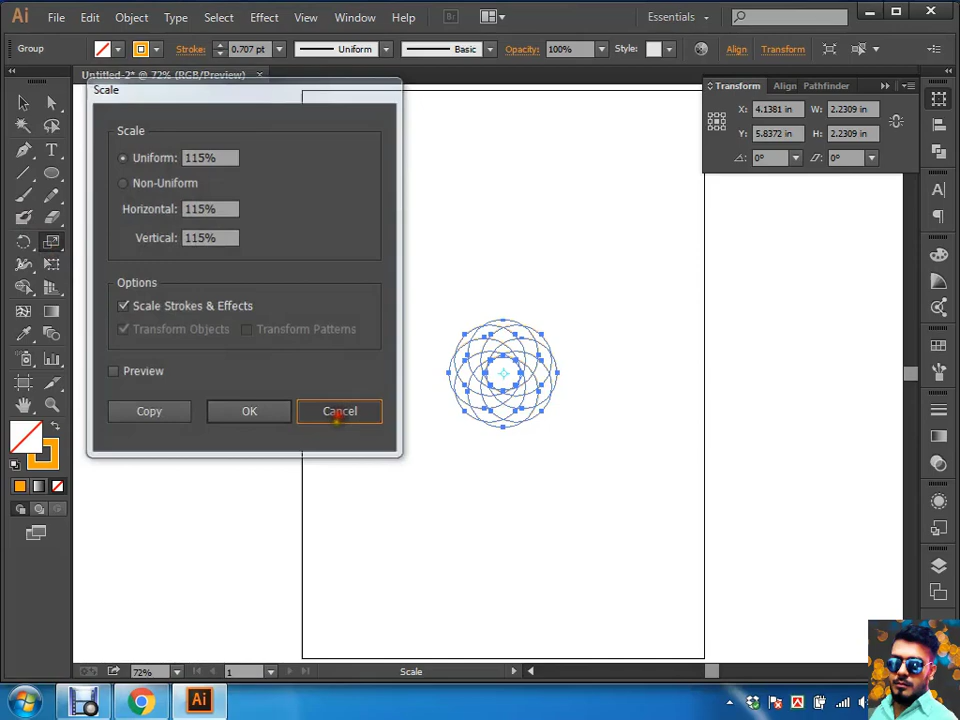 Ai File Edit Object Type Select Effect View Window Help Br Essentials
Group Stroke: 0.707 pt Uniform Basic Opacity: 100% Style: Align Transform
Untitled-2* @ 72% (RGB/Preview) ×
Scale
Transform Align Pathfinder
X: 4.1381 in W: 2.2309 in
Y: 5.8372 in H: 2.2309 in
0° 0°
Scale
Uniform: 115%
Non-Uniform
Horizontal: 115%
Vertical: 115%
Options
Scale Strokes & Effects
Transform Objects Transform Patterns
Preview
Copy OK Cancel
72% 1 Scale
Ai